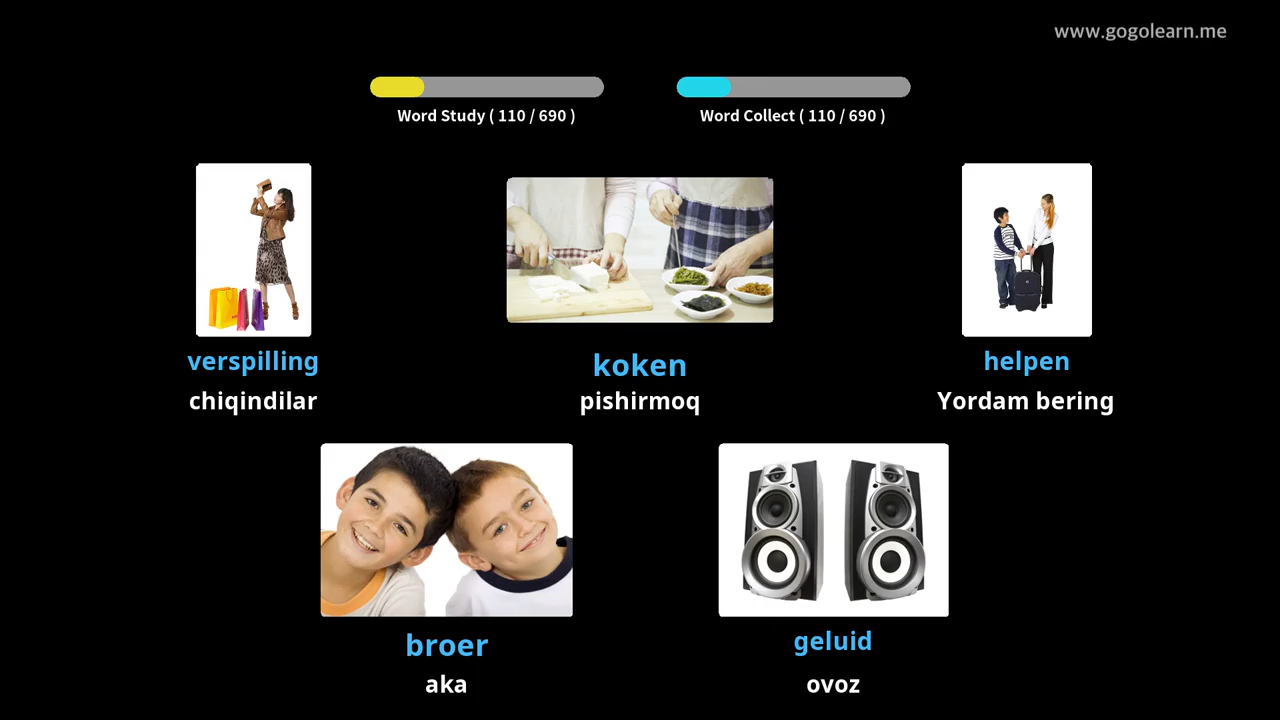 www.gogolearn.me
Word Study ( 110 / 690 )
Word Collect ( 110 / 690 )
verspilling
chiqindilar
koken
pishirmoq
helpen
Yordam bering
broer
aka
geluid
ovoz